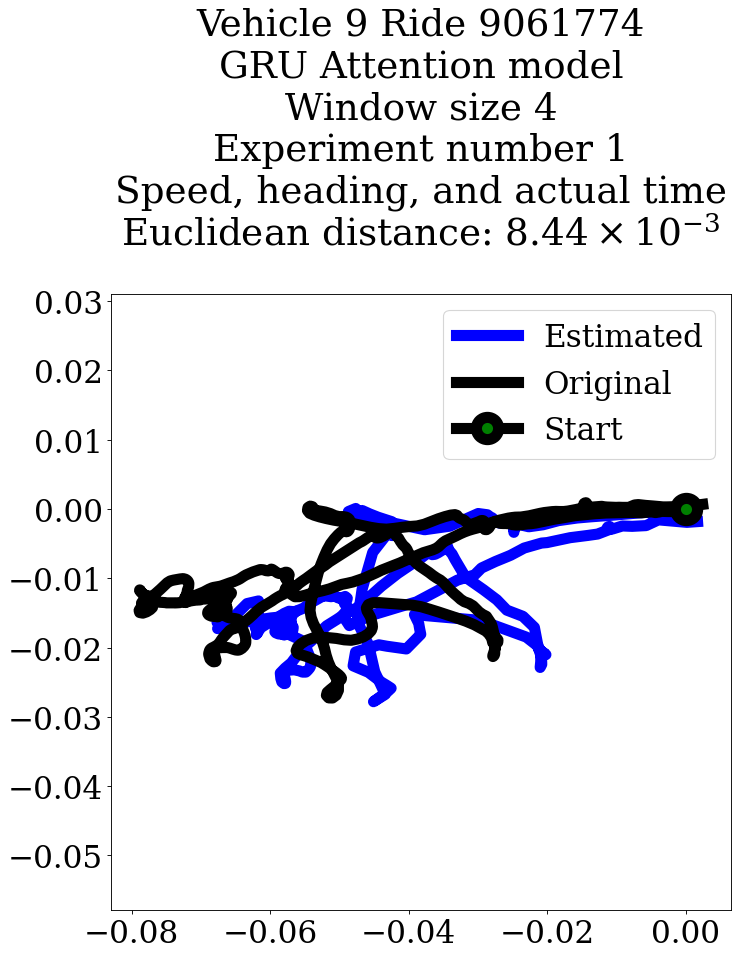 Vehicle 9 Ride 9061774
GRU Attention model
Window size 4
Experiment number 1
Speed, heading, and actual time
Euclidean distance: 8.44 × 10⁻³
Estimated
Original
Start
0.03
0.02
0.01
0.00
−0.01
−0.02
−0.03
−0.04
−0.05
−0.08 −0.06 −0.04 −0.02 0.00